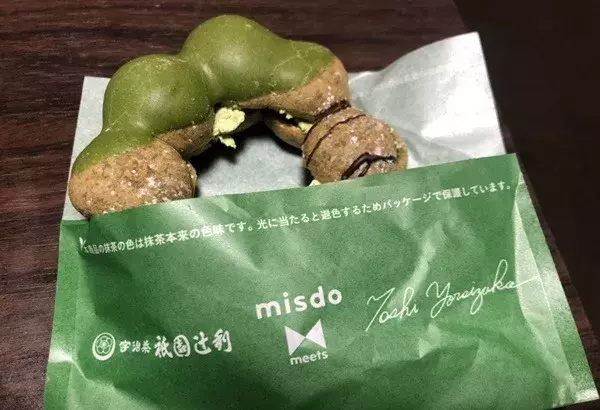 商品の抹茶の色は抹茶本来の色味です。光に当たると退色するためパッケージで保護しています。
misdo
meets
宇治茶 祇園辻利
Toshi Yoroizuka